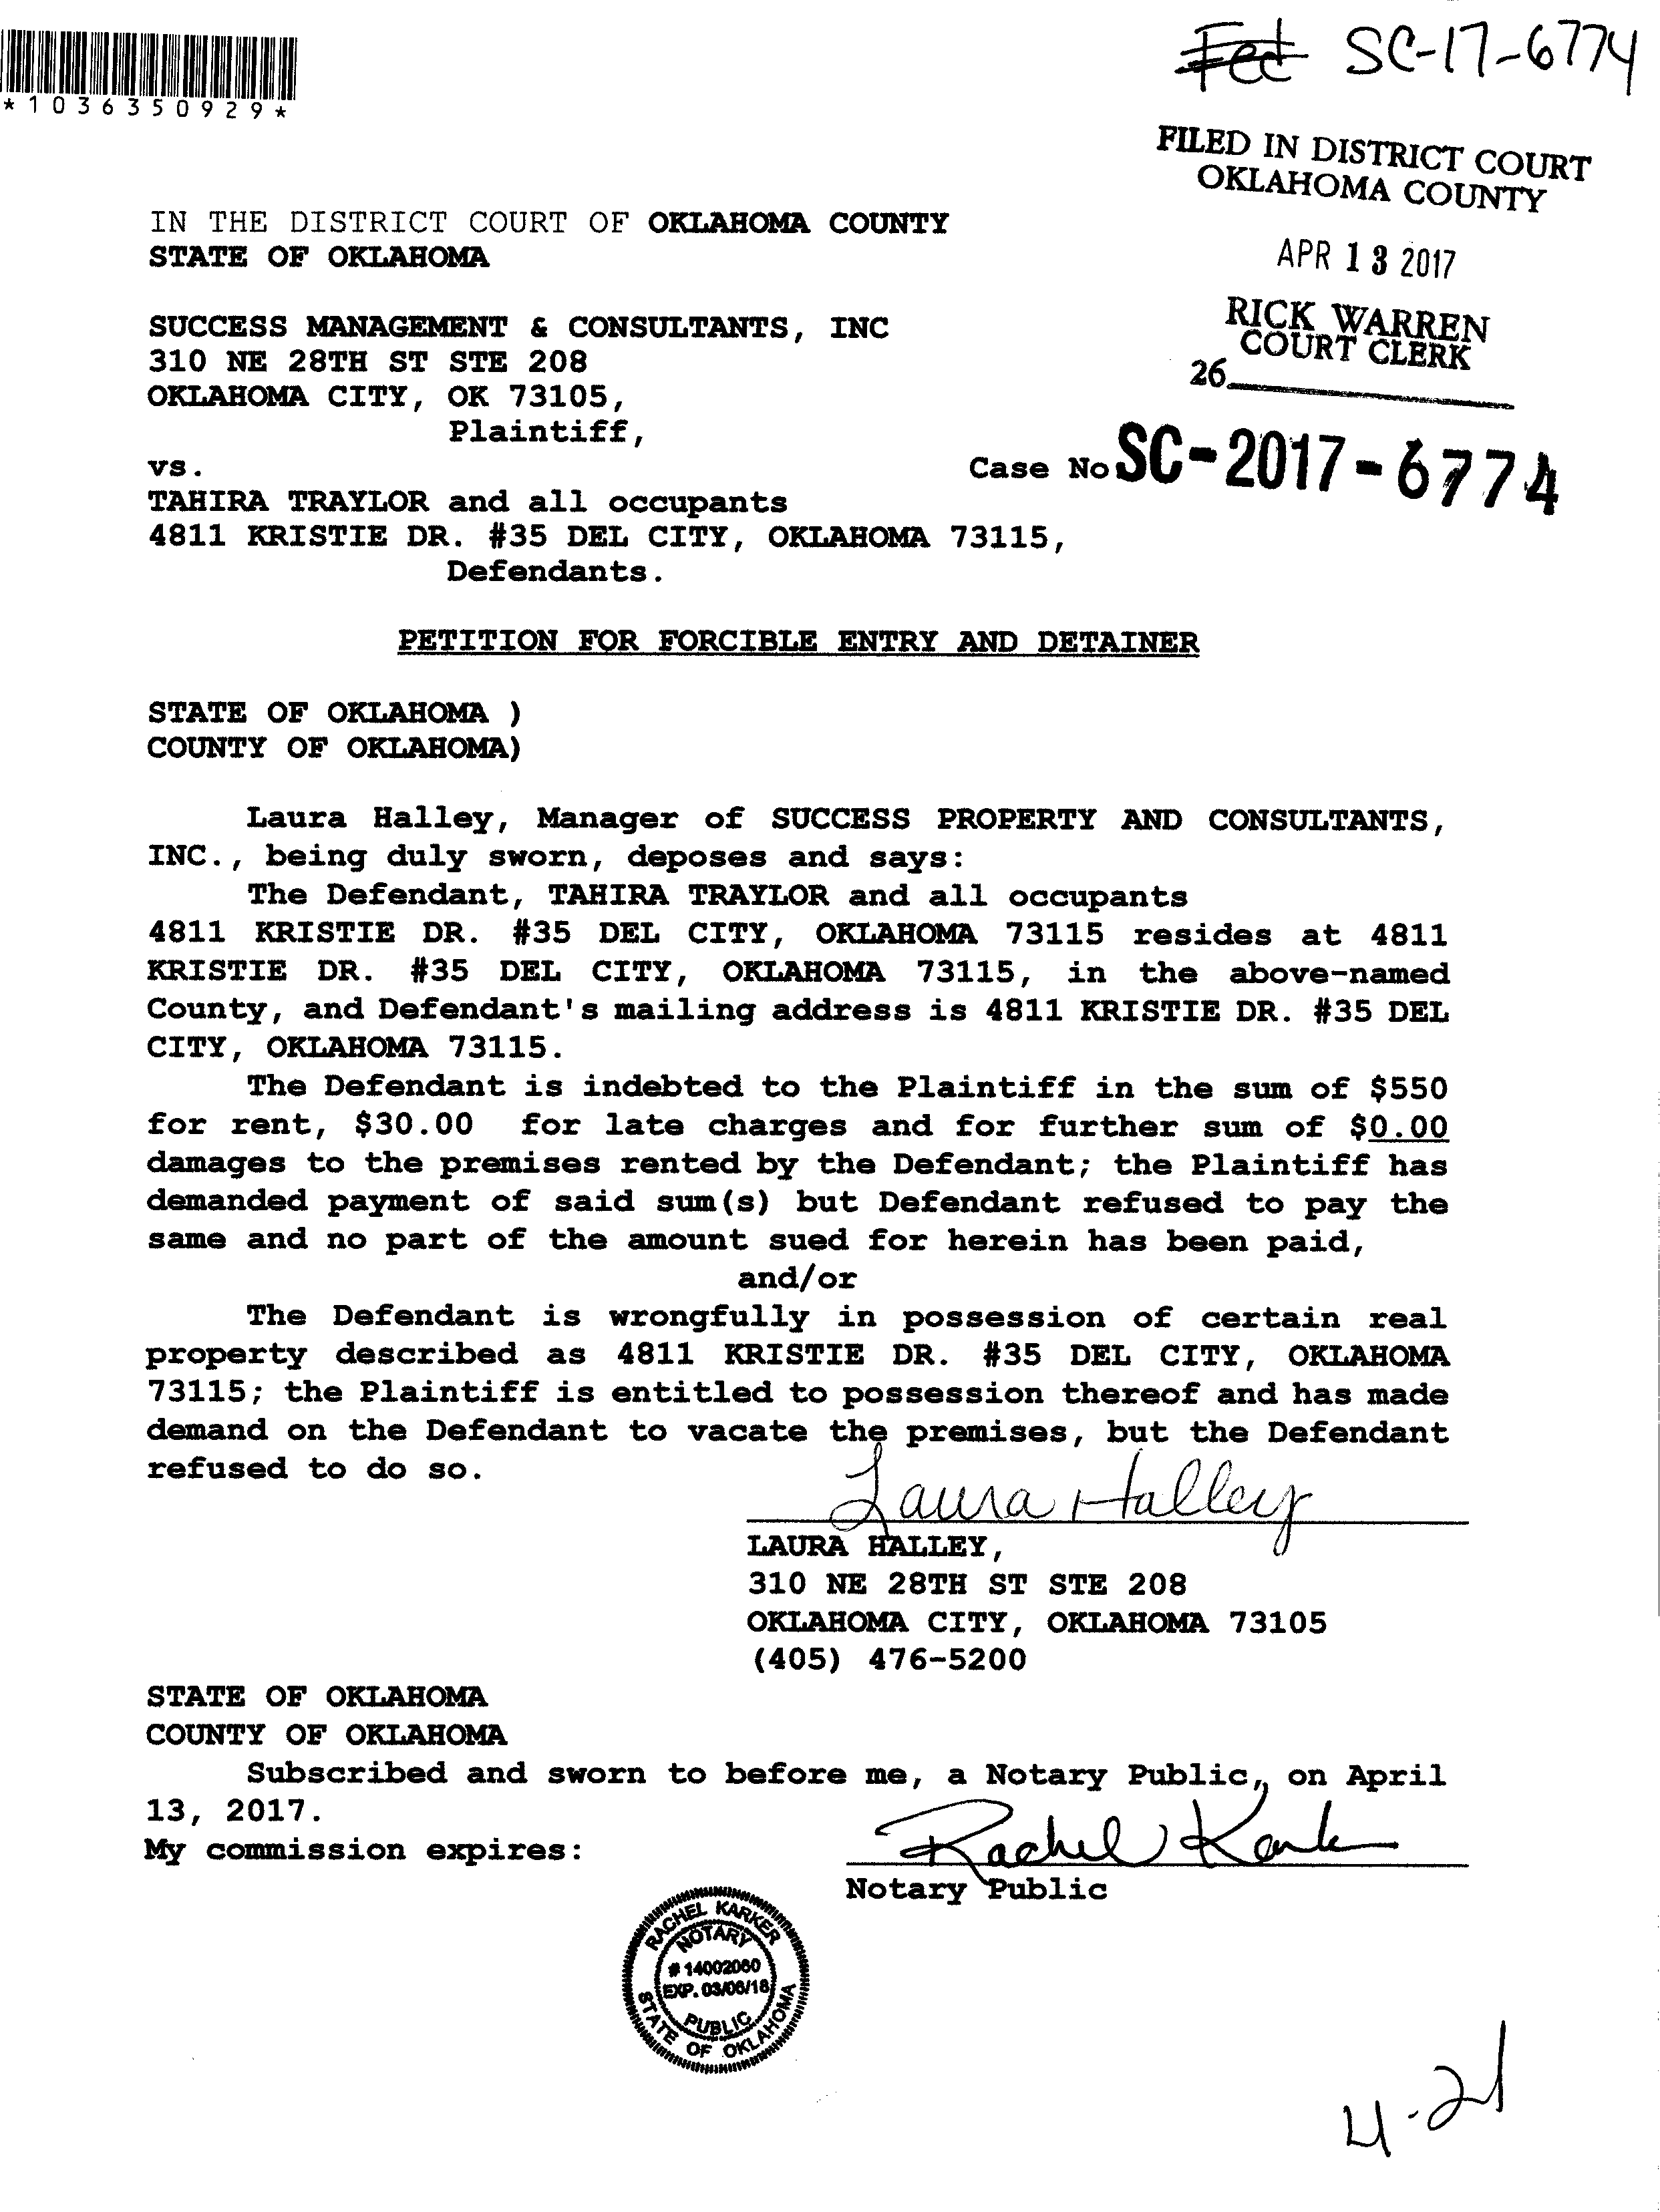 Fed SC-17-6774
*1036350929*
FILED IN DISTRICT COURT
OKLAHOMA COUNTY
APR 13 2017
RICK WARREN
COURT CLERK
26
IN THE DISTRICT COURT OF OKLAHOMA COUNTY
STATE OF OKLAHOMA
SUCCESS MANAGEMENT & CONSULTANTS, INC
310 NE 28TH ST STE 208
OKLAHOMA CITY, OK 73105,
Plaintiff,
vs.
Case No SC-2017-6774
TAHIRA TRAYLOR and all occupants
4811 KRISTIE DR. #35 DEL CITY, OKLAHOMA 73115,
Defendants.
PETITION FOR FORCIBLE ENTRY AND DETAINER
STATE OF OKLAHOMA )
COUNTY OF OKLAHOMA)
Laura Halley, Manager of SUCCESS PROPERTY AND CONSULTANTS,
INC., being duly sworn, deposes and says:
The Defendant, TAHIRA TRAYLOR and all occupants
4811 KRISTIE DR. #35 DEL CITY, OKLAHOMA 73115 resides at 4811
KRISTIE DR. #35 DEL CITY, OKLAHOMA 73115, in the above-named
County, and Defendant's mailing address is 4811 KRISTIE DR. #35 DEL
CITY, OKLAHOMA 73115.
The Defendant is indebted to the Plaintiff in the sum of $550
for rent, $30.00 for late charges and for further sum of $0.00
damages to the premises rented by the Defendant; the Plaintiff has
demanded payment of said sum(s) but Defendant refused to pay the
same and no part of the amount sued for herein has been paid,
and/or
The Defendant is wrongfully in possession of certain real
property described as 4811 KRISTIE DR. #35 DEL CITY, OKLAHOMA
73115; the Plaintiff is entitled to possession thereof and has made
demand on the Defendant to vacate the premises, but the Defendant
refused to do so.
Laura Halley
LAURA HALLEY,
310 NE 28TH ST STE 208
OKLAHOMA CITY, OKLAHOMA 73105
(405) 476-5200
STATE OF OKLAHOMA
COUNTY OF OKLAHOMA
Subscribed and sworn to before me, a Notary Public, on April
13, 2017.
My commission expires:
Rachel Kark
Notary Public
RACHEL KARKER
NOTARY
# 14002060
EXP. 03/06/18
PUBLIC
STATE OF OKLAHOMA
4-21